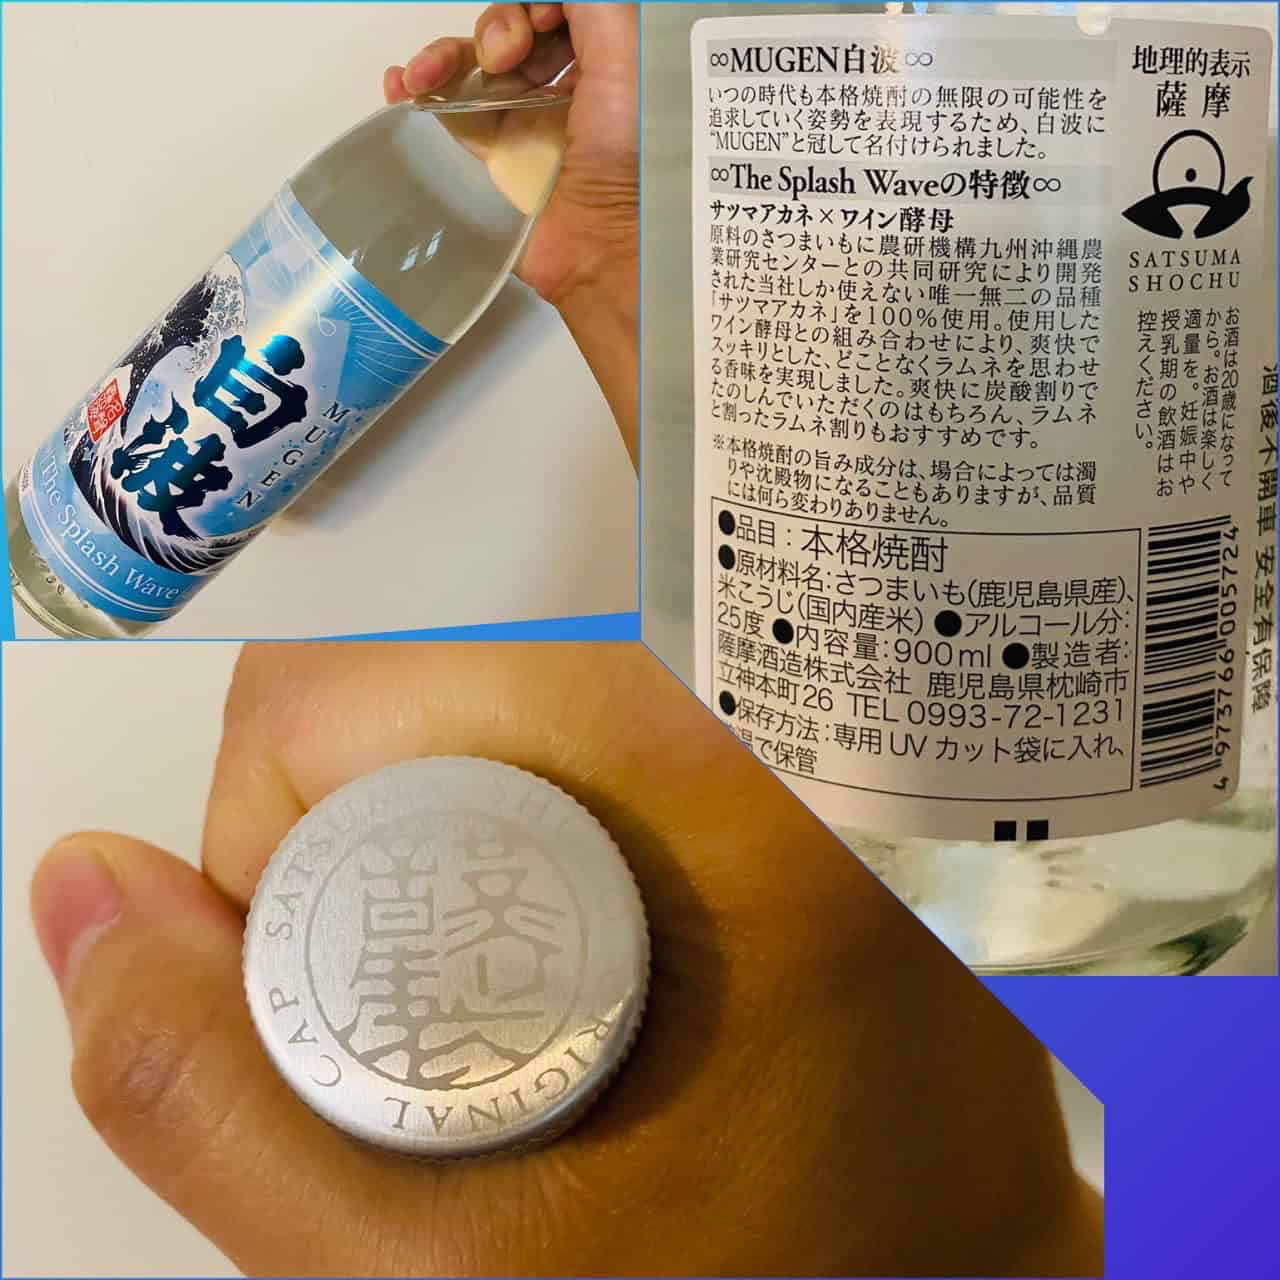 白波
MUGEN
The Splash Wave
∞MUGEN白波∞
いつの時代も本格焼酎の無限の可能性を
追求していく姿勢を表現するため、白波に
“MUGEN”と冠して名付けられました。
∞The Splash Waveの特徴∞
サツマアカネ×ワイン酵母
原料のさつまいもに農研機構九州沖縄農
業研究センターとの共同研究により開発
された当社しか使えない唯一無二の品種
「サツマアカネ」を100%使用。使用した
ワイン酵母との組み合わせにより、爽快で
スッキリとした、どことなくラムネを思わせ
る香味を実現しました。爽快に炭酸割りで
たのしんでいただくのはもちろん、ラムネ
と割ったラムネ割りもおすすめです。
※本格焼酎の旨み成分は、場合によっては濁
りや沈殿物になることもありますが、品質
には何ら変わりありません。
●品目：本格焼酎
●原材料名：さつまいも(鹿児島県産)、
米こうじ(国内産米) ●アルコール分：
25度 ●内容量：900ml ●製造者：
薩摩酒造株式会社 鹿児島県枕崎市
立神本町26 TEL 0993-72-1231
●保存方法：専用UVカット袋に入れ、
温で保管
地理的表示
薩摩
SATSUMA
SHOCHU
お酒は20歳になって
から。お酒は楽しく
適量を。妊娠中や
授乳期の飲酒はお
控えください。
4 973766 005724
酒後不開車 安全有保障
SATSUMA SHOCHU
ORIGINAL CAP